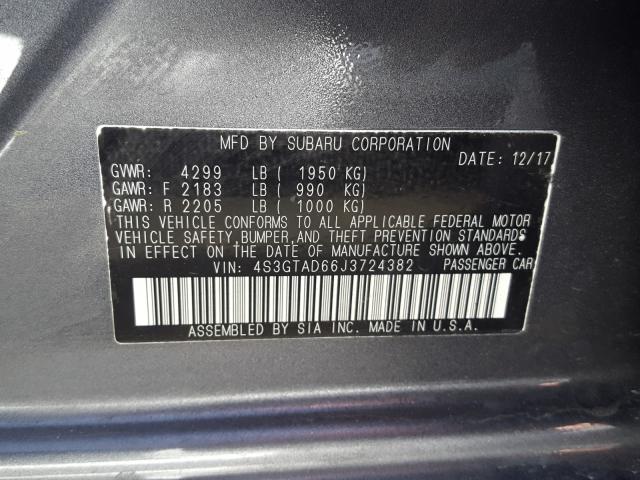 MFD BY SUBARU CORPORATION
DATE: 12/17
GVWR: 4299 LB ( 1950 KG)
GAWR: F 2183 LB ( 990 KG)
GAWR: R 2205 LB ( 1000 KG)
THIS VEHICLE CONFORMS TO ALL APPLICABLE FEDERAL MOTOR
VEHICLE SAFETY, BUMPER, AND THEFT PREVENTION STANDARDS
IN EFFECT ON THE DATE OF MANUFACTURE SHOWN ABOVE.
VIN: 4S3GTAD66J3724382 PASSENGER CAR
ASSEMBLED BY SIA INC. MADE IN U.S.A.